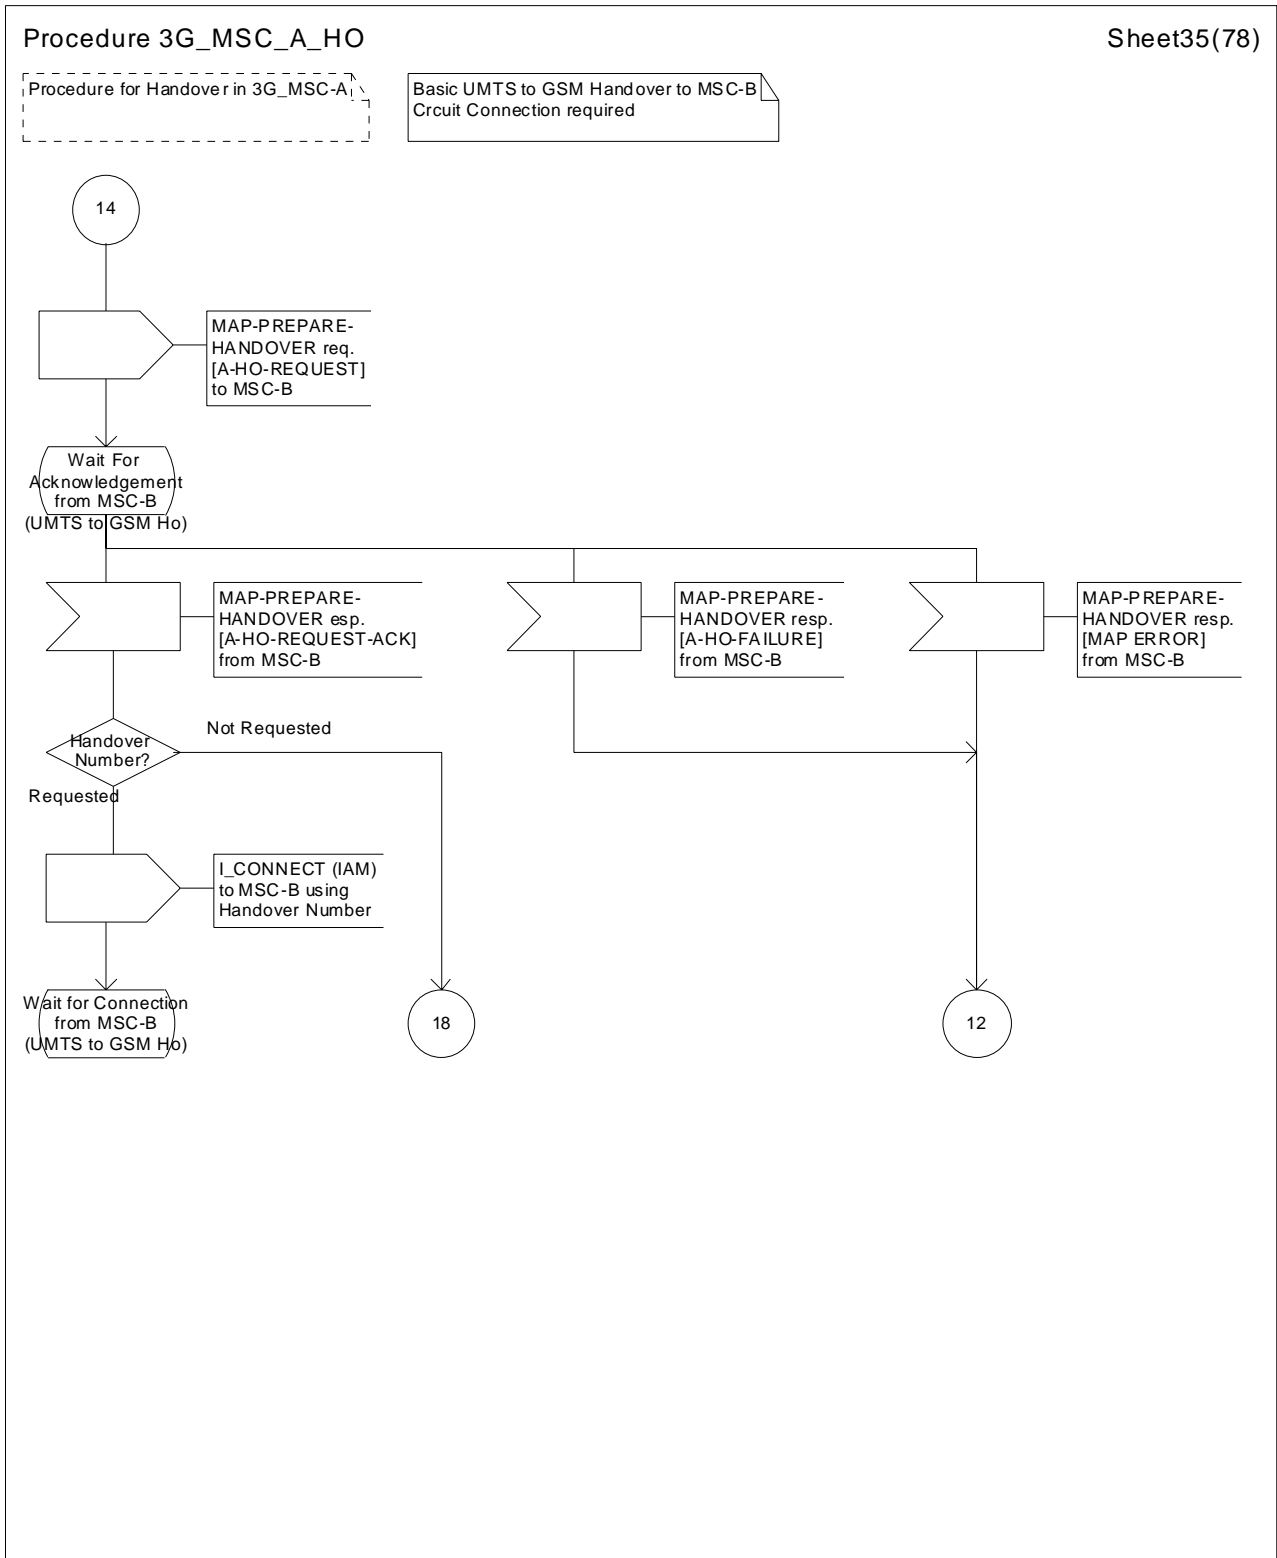 Procedure 3G_MSC_A_HO
Sheet35(78)
Procedure for Handover in 3G_MSC-A
Basic UMTS to GSM Handover to MSC-B
Crcuit Connection required
14
MAP-PREPARE-
HANDOVER req.
[A-HO-REQUEST]
to MSC-B
Wait For
Acknowledgement
from MSC-B
(UMTS to GSM Ho)
MAP-PREPARE-
HANDOVER esp.
[A-HO-REQUEST-ACK]
from MSC-B
MAP-PREPARE-
HANDOVER resp.
[A-HO-FAILURE]
from MSC-B
MAP-PREPARE-
HANDOVER resp.
[MAP ERROR]
from MSC-B
Handover
Number?
Not Requested
Requested
I_CONNECT (IAM)
to MSC-B using
Handover Number
Wait for Connection
from MSC-B
(UMTS to GSM Ho)
18
12